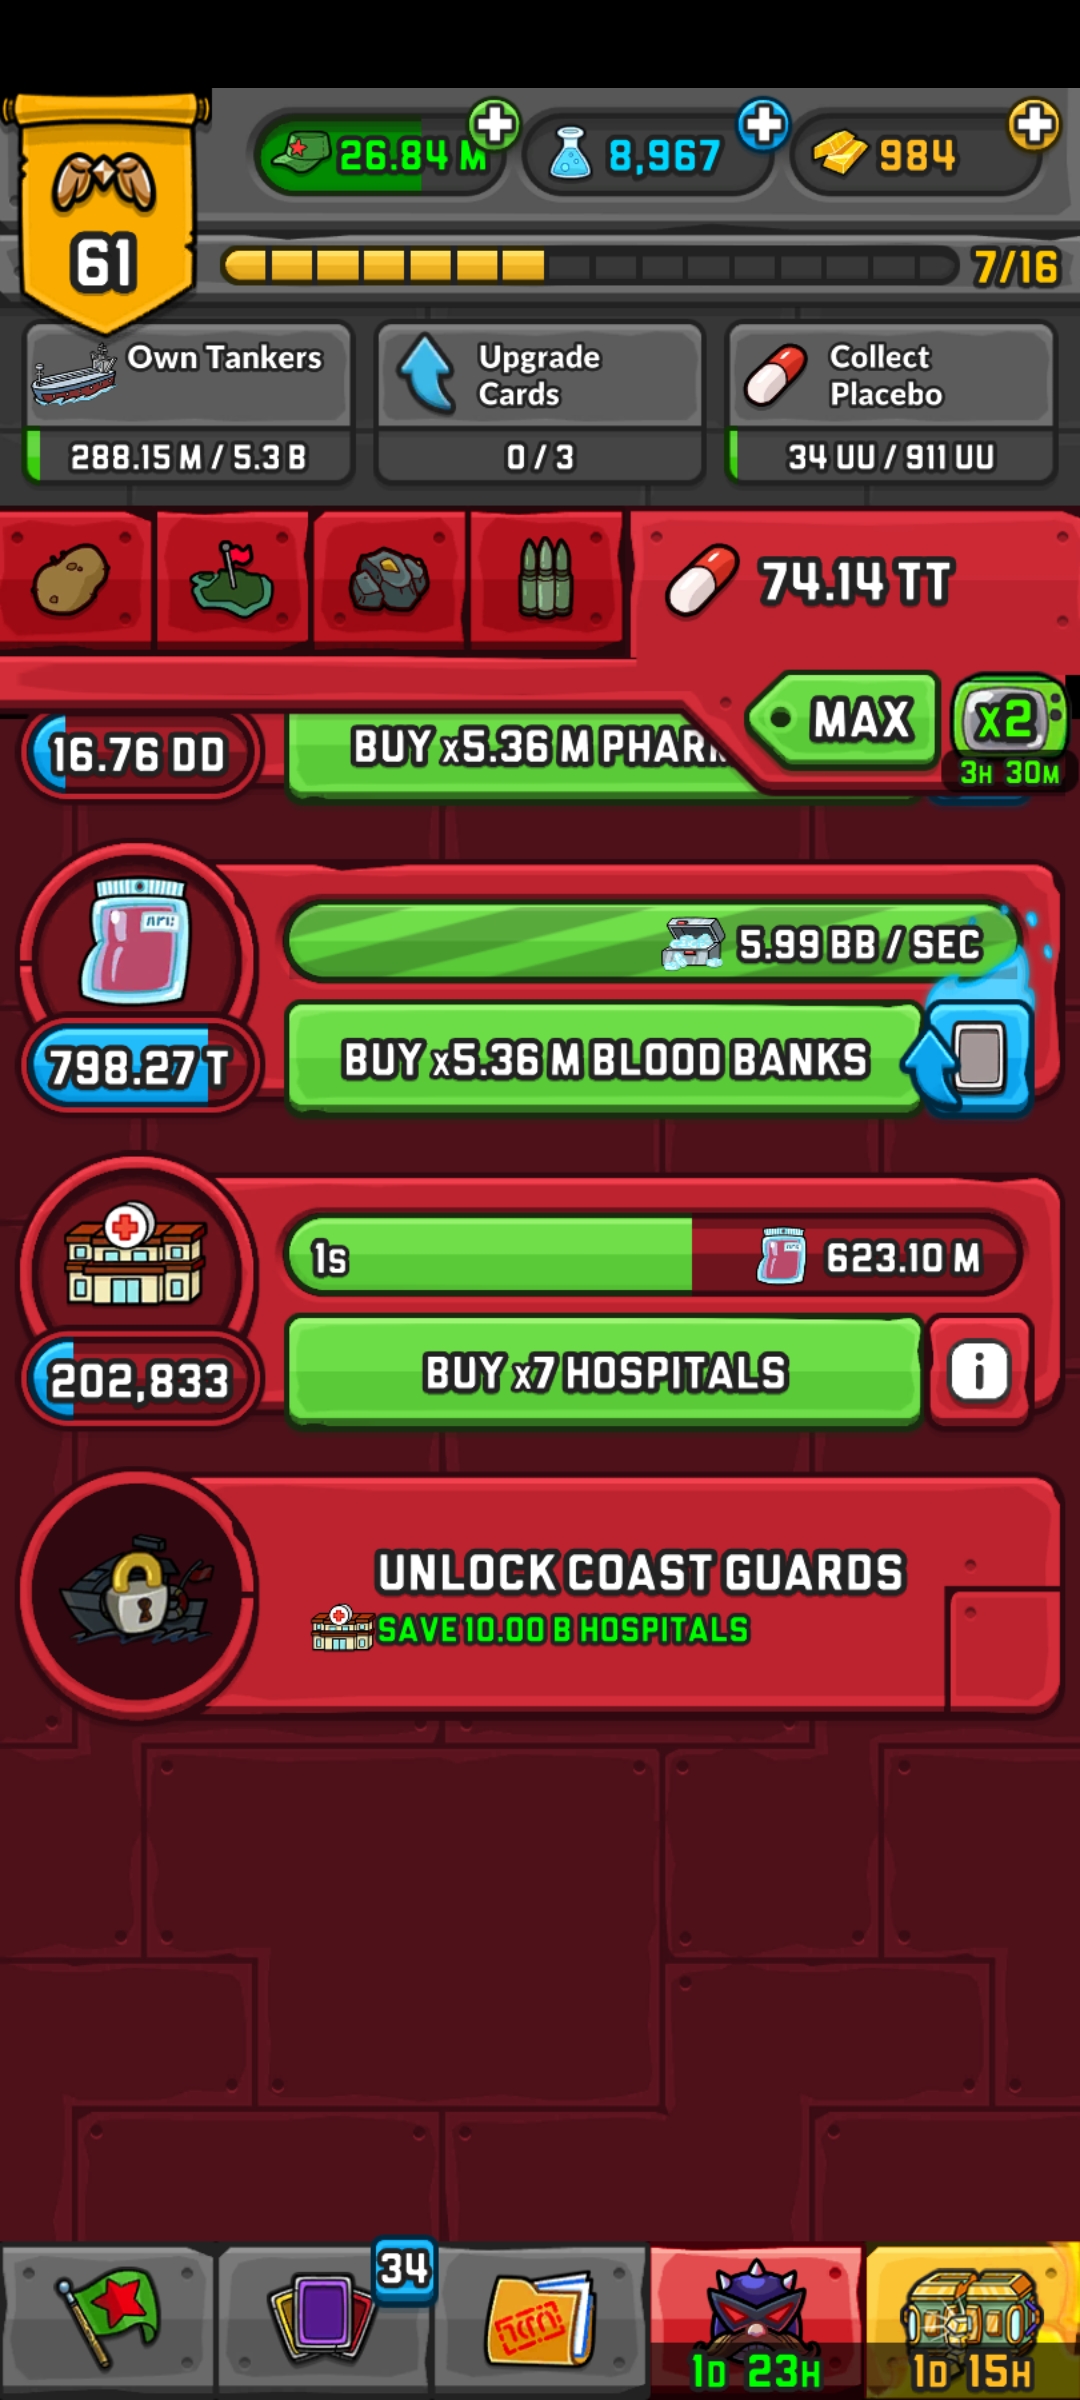 26.84 M
8,967
984
61
7/16
Own Tankers
288.15 M / 5.3 B
Upgrade
Cards
0 / 3
Collect
Placebo
34 UU / 911 UU
74.14 TT
MAX
x2
3H 30M
16.76 DD
BUY x5.36 M
5.99 BB / SEC
798.27 T
BUY x5.36 M BLOOD BANKS
1s
623.10 M
202,833
BUY x7 HOSPITALS
i
UNLOCK COAST GUARDS
SAVE 10.00 B HOSPITALS
34
1D 23H
1D 15H